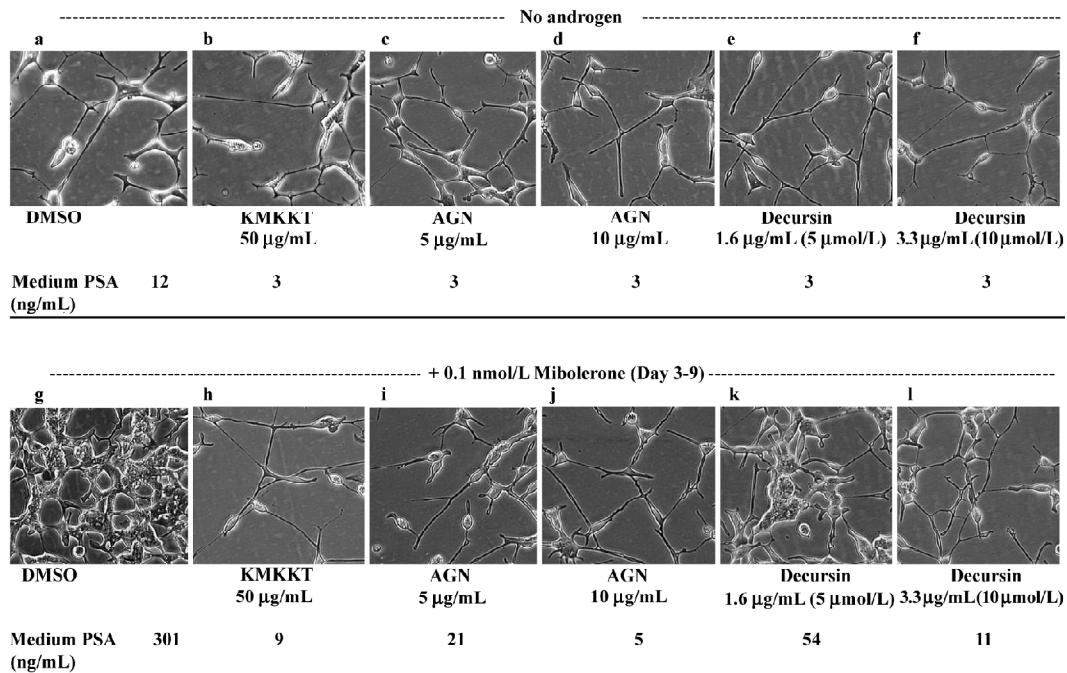 No androgen
a b c d e f
DMSO KMKKT AGN AGN Decursin Decursin
50 µg/mL 5 µg/mL 10 µg/mL 1.6 µg/mL (5 µmol/L) 3.3µg/mL(10µmol/L)
Medium PSA 12 3 3 3 3 3
(ng/mL)
+ 0.1 nmol/L Mibolerone (Day 3-9)
g h i j k l
DMSO KMKKT AGN AGN Decursin Decursin
50 µg/mL 5 µg/mL 10 µg/mL 1.6 µg/mL (5 µmol/L) 3.3µg/mL(10µmol/L)
Medium PSA 301 9 21 5 54 11
(ng/mL)